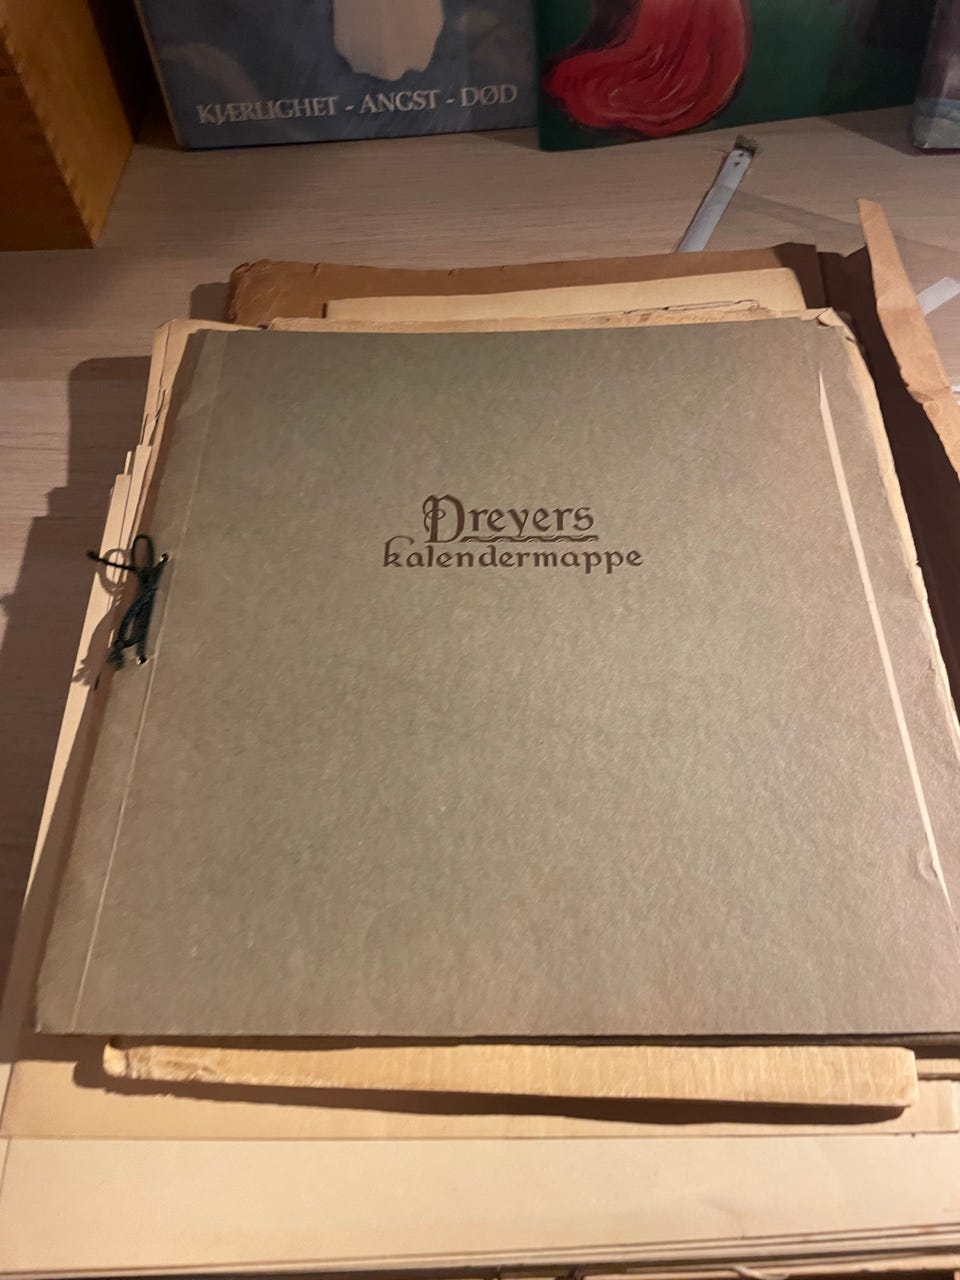 KJÆRLIGHET - ANGST - DØD
Dreyers
kalendermappe